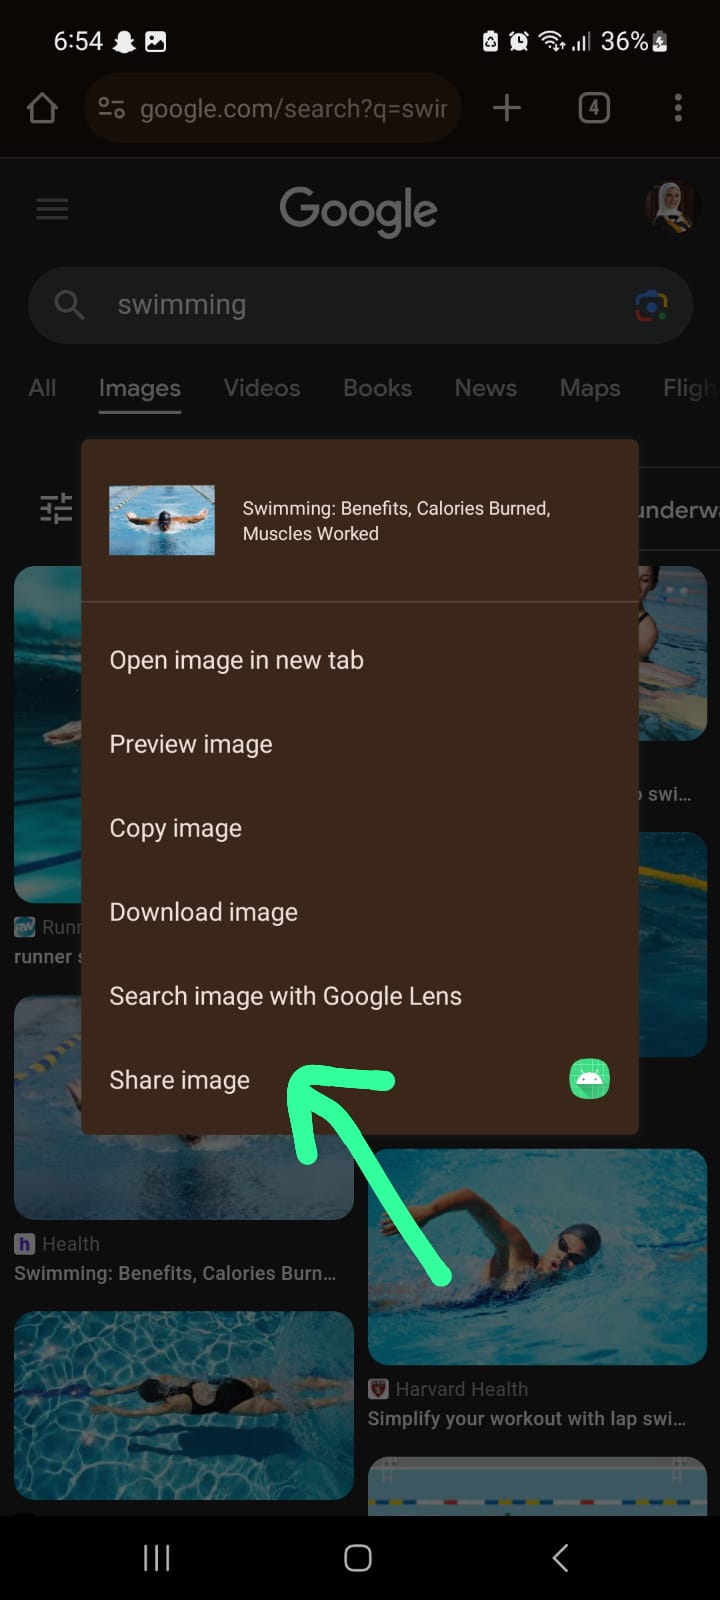 6:54
36%
google.com/search?q=swir
4
Google
swimming
All Images Videos Books News Maps Fligh
Swimming: Benefits, Calories Burned,
Muscles Worked
underwa
Open image in new tab
Preview image
swi...
Copy image
Download image
Runr
runner s
Search image with Google Lens
Share image
h Health
Swimming: Benefits, Calories Burn...
Harvard Health
Simplify your workout with lap swi...